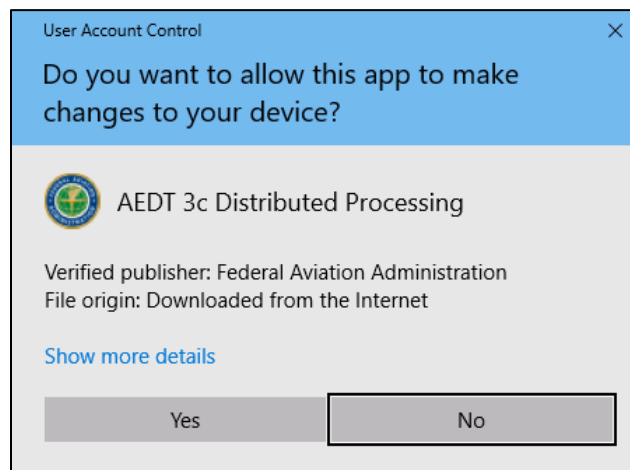 User Account Control
Do you want to allow this app to make
changes to your device?
AEDT 3c Distributed Processing
Verified publisher: Federal Aviation Administration
File origin: Downloaded from the Internet
Show more details
Yes
No